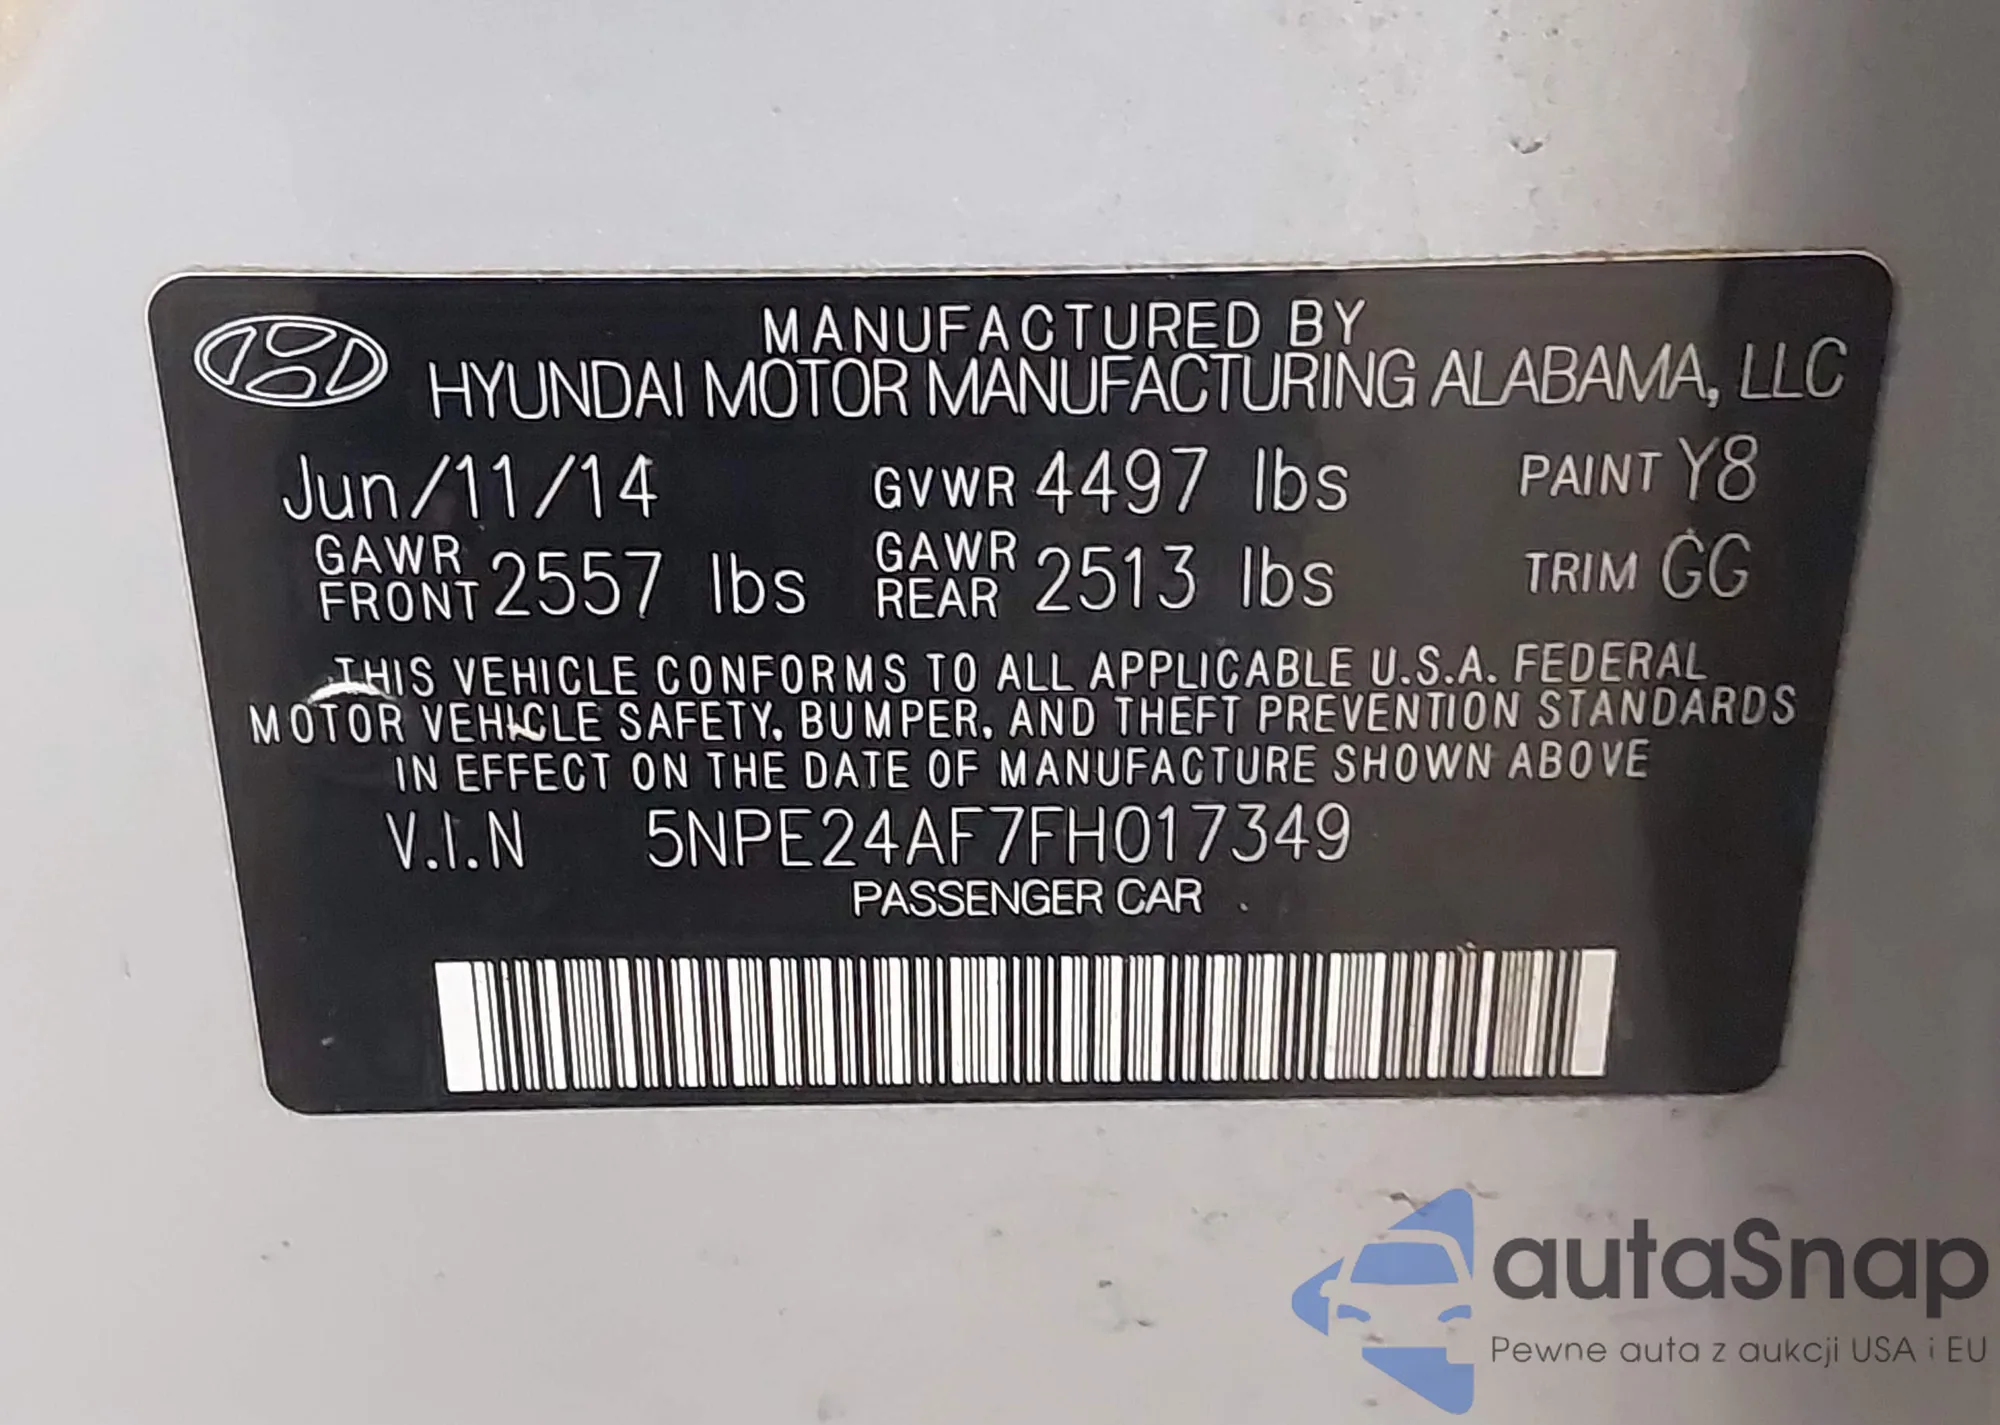 MANUFACTURED BY
HYUNDAI MOTOR MANUFACTURING ALABAMA, LLC
Jun/11/14 GVWR 4497 lbs PAINT Y8
GAWR FRONT 2557 lbs GAWR REAR 2513 lbs TRIM GG
THIS VEHICLE CONFORMS TO ALL APPLICABLE U.S.A. FEDERAL
MOTOR VEHICLE SAFETY, BUMPER, AND THEFT PREVENTION STANDARDS
IN EFFECT ON THE DATE OF MANUFACTURE SHOWN ABOVE
V.I.N 5NPE24AF7FH017349
PASSENGER CAR
autaSnap
Pewne auta z aukcji USA i EU